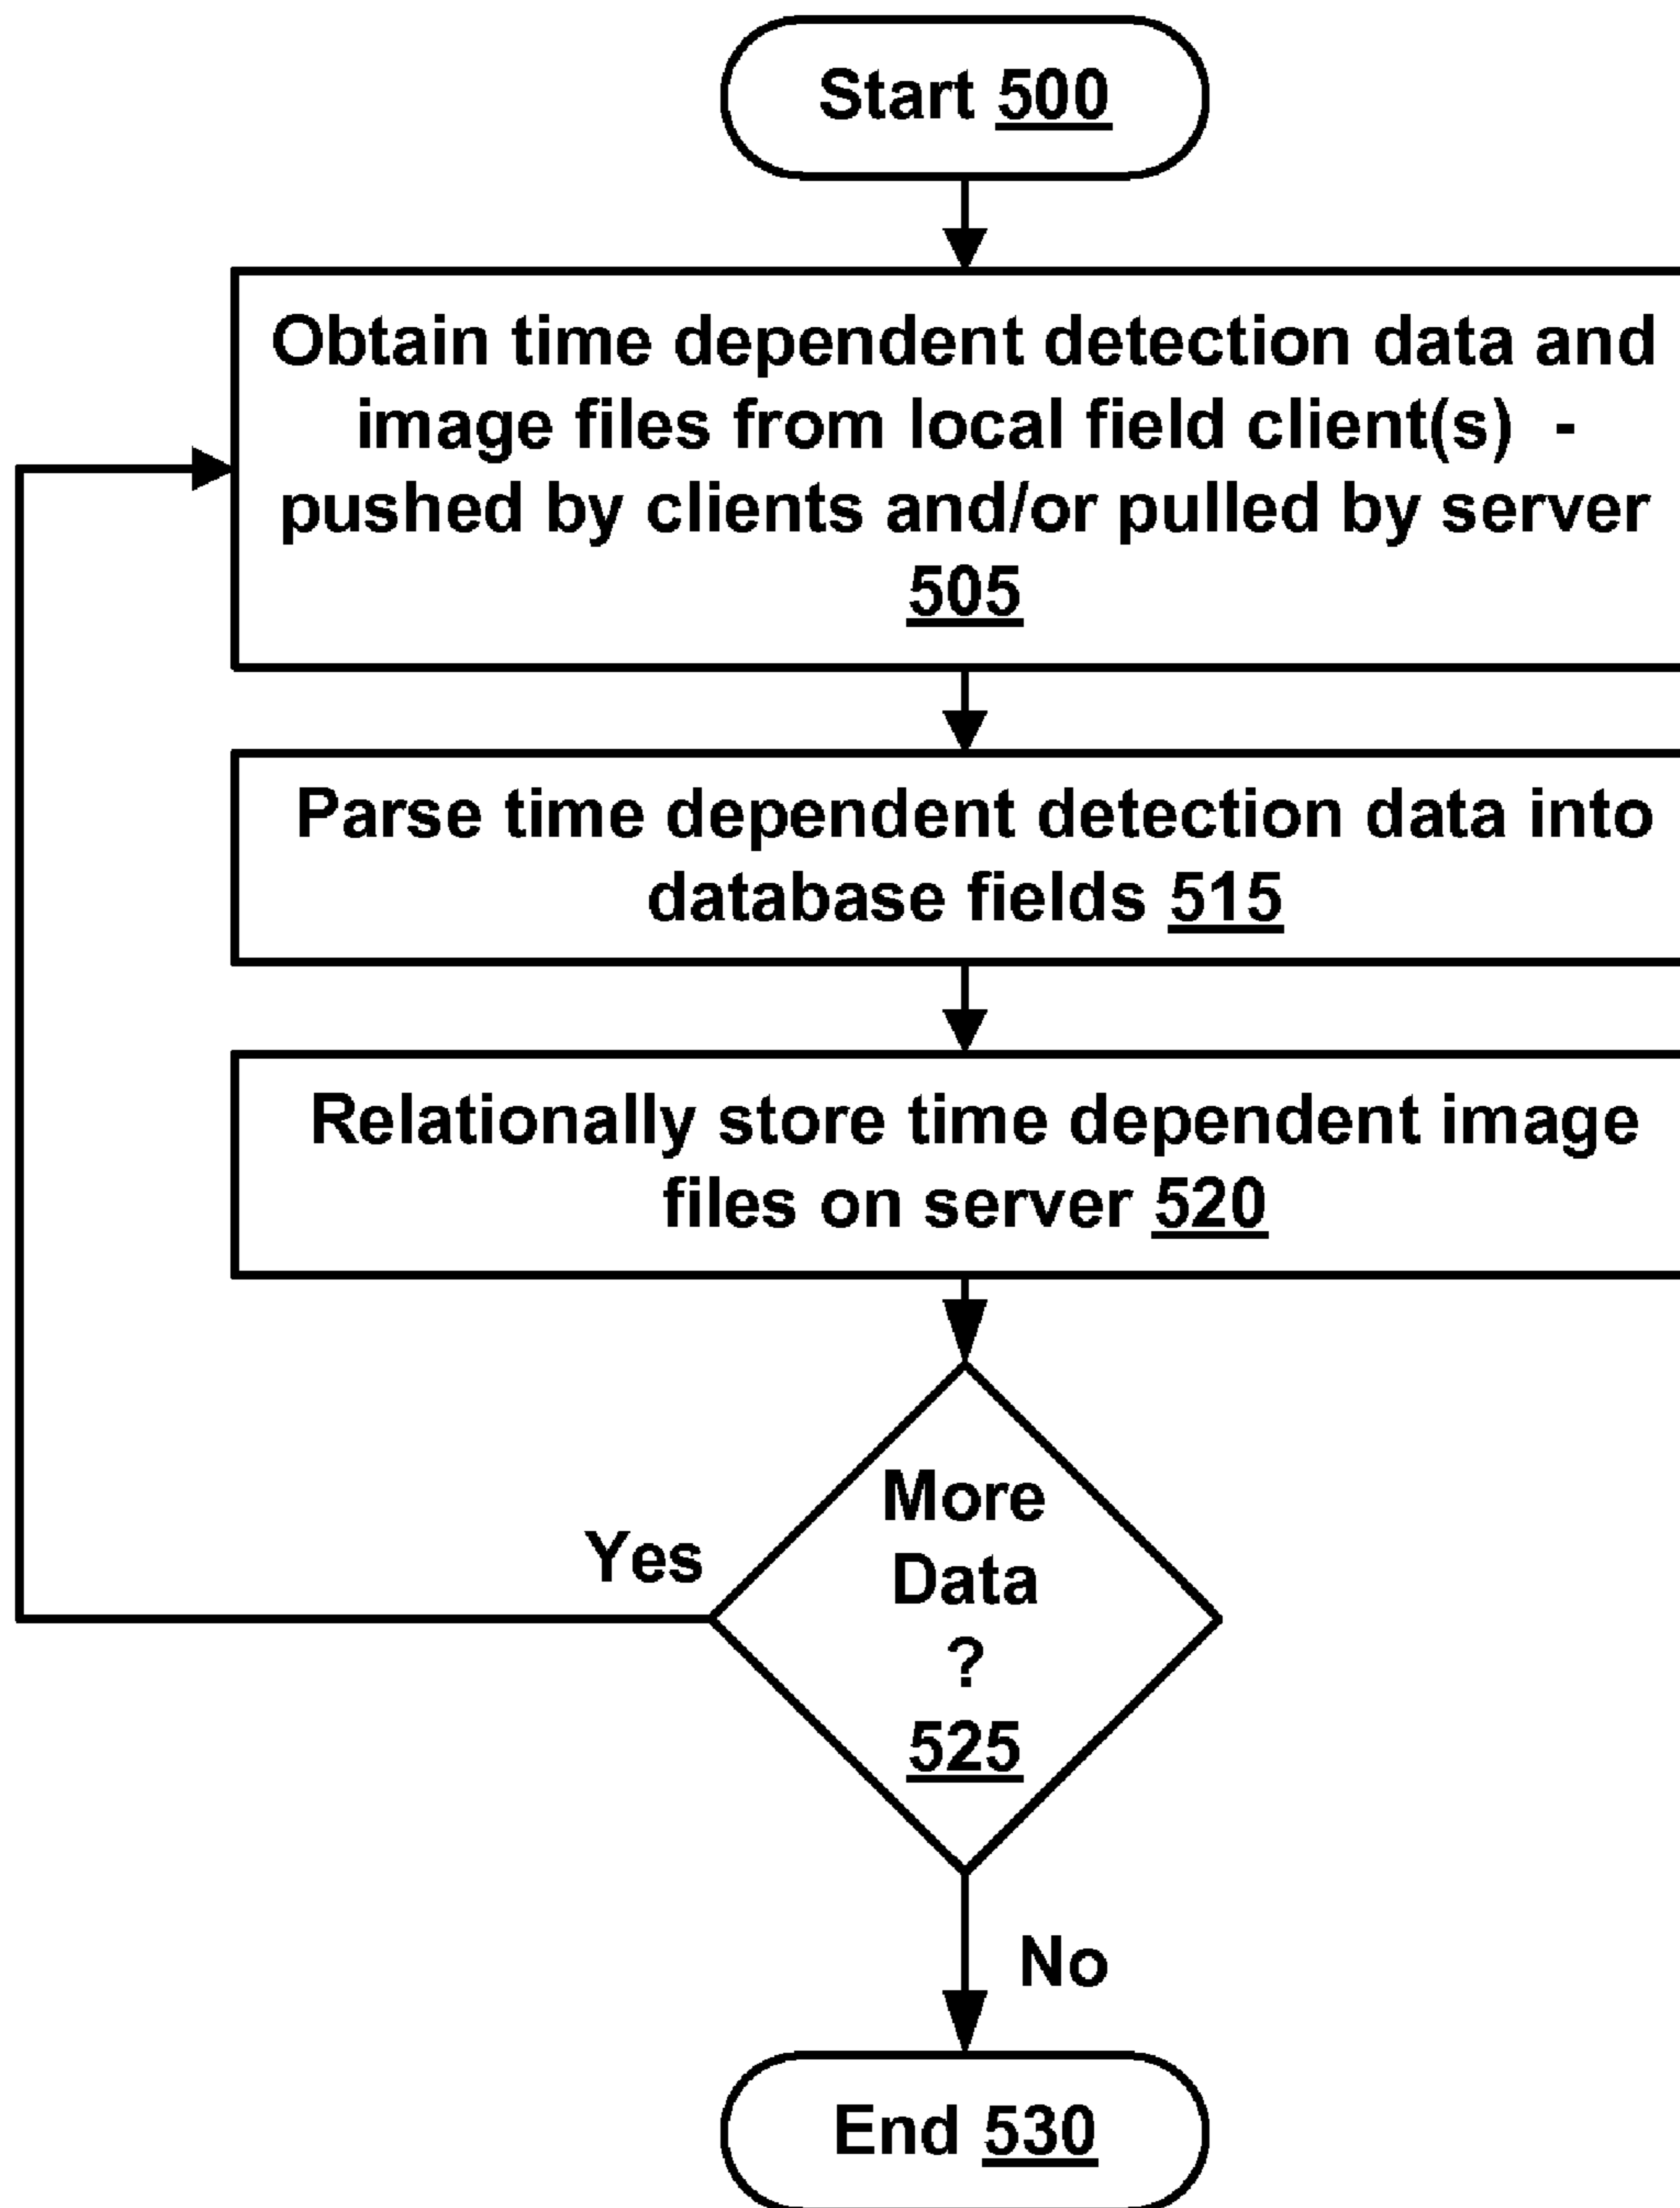 Start 500
Obtain time dependent detection data and
image files from local field client(s) -
pushed by clients and/or pulled by server
505
Parse time dependent detection data into
database fields 515
Relationally store time dependent image
files on server 520
More
Data
?
525
Yes
No
End 530